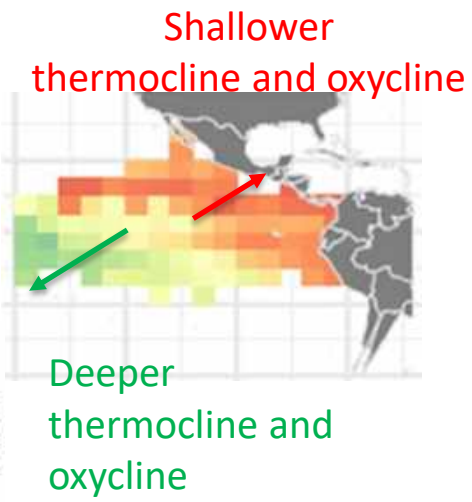 Shallower
thermocline and oxycline
Deeper
thermocline and
oxycline